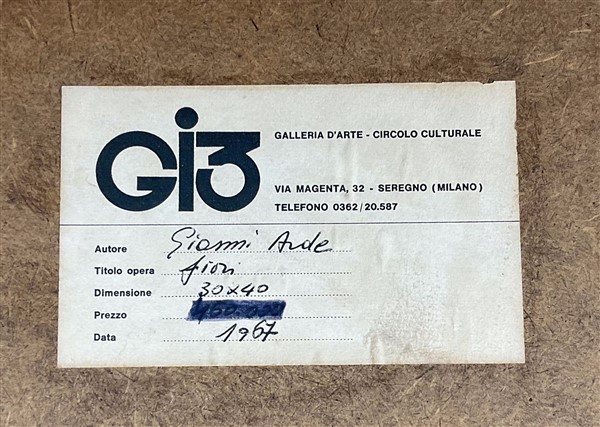 Gi3
GALLERIA D'ARTE - CIRCOLO CULTURALE
VIA MAGENTA, 32 - SEREGNO (MILANO)
TELEFONO 0362/20.587
Autore Gianni Ande
Titolo opera fiori
Dimensione 30x40
Prezzo
Data 1967